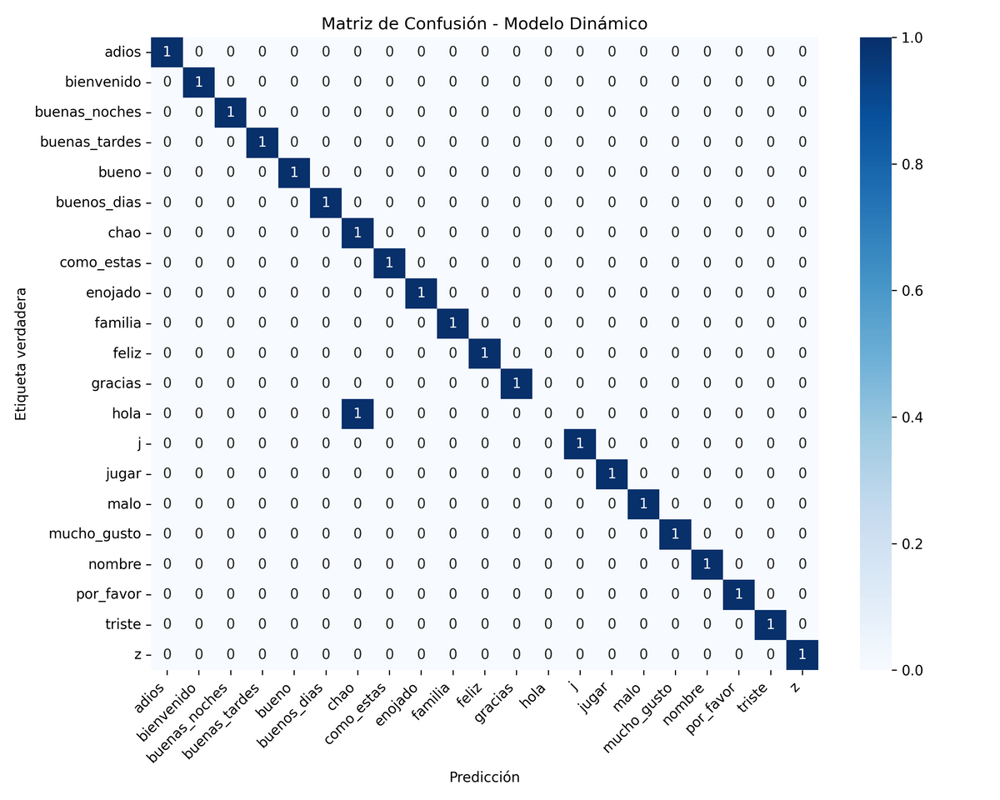 Matriz de Confusión - Modelo Dinámico
adios 1 0 0 0 0 0 0 0 0 0 0 0 0 0 0 0 0 0 0 0 0
bienvenido 0 1 0 0 0 0 0 0 0 0 0 0 0 0 0 0 0 0 0 0 0
buenas_noches 0 0 1 0 0 0 0 0 0 0 0 0 0 0 0 0 0 0 0 0 0
buenas_tardes 0 0 0 1 0 0 0 0 0 0 0 0 0 0 0 0 0 0 0 0 0
bueno 0 0 0 0 1 0 0 0 0 0 0 0 0 0 0 0 0 0 0 0 0
buenos_dias 0 0 0 0 0 1 0 0 0 0 0 0 0 0 0 0 0 0 0 0 0
chao 0 0 0 0 0 0 1 0 0 0 0 0 0 0 0 0 0 0 0 0 0
como_estas 0 0 0 0 0 0 0 1 0 0 0 0 0 0 0 0 0 0 0 0 0
enojado 0 0 0 0 0 0 0 0 1 0 0 0 0 0 0 0 0 0 0 0 0
familia 0 0 0 0 0 0 0 0 0 1 0 0 0 0 0 0 0 0 0 0 0
feliz 0 0 0 0 0 0 0 0 0 0 1 0 0 0 0 0 0 0 0 0 0
gracias 0 0 0 0 0 0 0 0 0 0 0 1 0 0 0 0 0 0 0 0 0
hola 0 0 0 0 0 0 1 0 0 0 0 0 0 0 0 0 0 0 0 0 0
j 0 0 0 0 0 0 0 0 0 0 0 0 0 1 0 0 0 0 0 0 0
jugar 0 0 0 0 0 0 0 0 0 0 0 0 0 0 1 0 0 0 0 0 0
malo 0 0 0 0 0 0 0 0 0 0 0 0 0 0 0 1 0 0 0 0 0
mucho_gusto 0 0 0 0 0 0 0 0 0 0 0 0 0 0 0 0 1 0 0 0 0
nombre 0 0 0 0 0 0 0 0 0 0 0 0 0 0 0 0 0 1 0 0 0
por_favor 0 0 0 0 0 0 0 0 0 0 0 0 0 0 0 0 0 0 1 0 0
triste 0 0 0 0 0 0 0 0 0 0 0 0 0 0 0 0 0 0 0 1 0
z 0 0 0 0 0 0 0 0 0 0 0 0 0 0 0 0 0 0 0 0 1
adios bienvenido buenas_noches buenas_tardes bueno buenos_dias chao como_estas enojado familia feliz gracias hola j jugar malo mucho_gusto nombre por_favor triste z
Predicción
Etiqueta verdadera
1.0
0.8
0.6
0.4
0.2
0.0